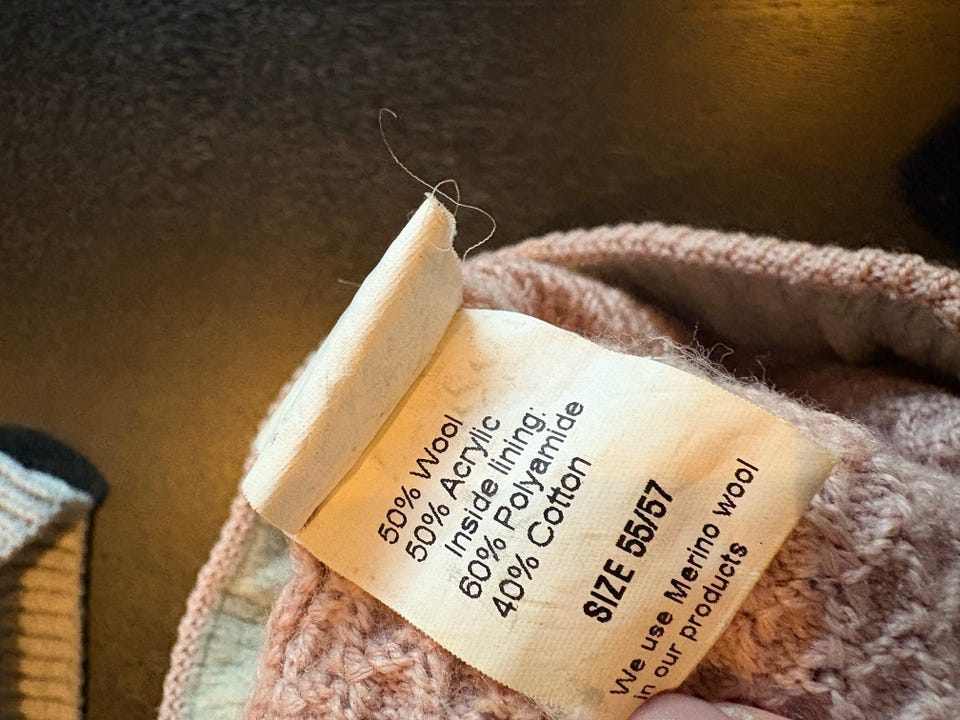 50% Wool
50% Acrylic
Inside lining:
60% Polyamide
40% Cotton
SIZE 55/57
We use Merino wool
in our products